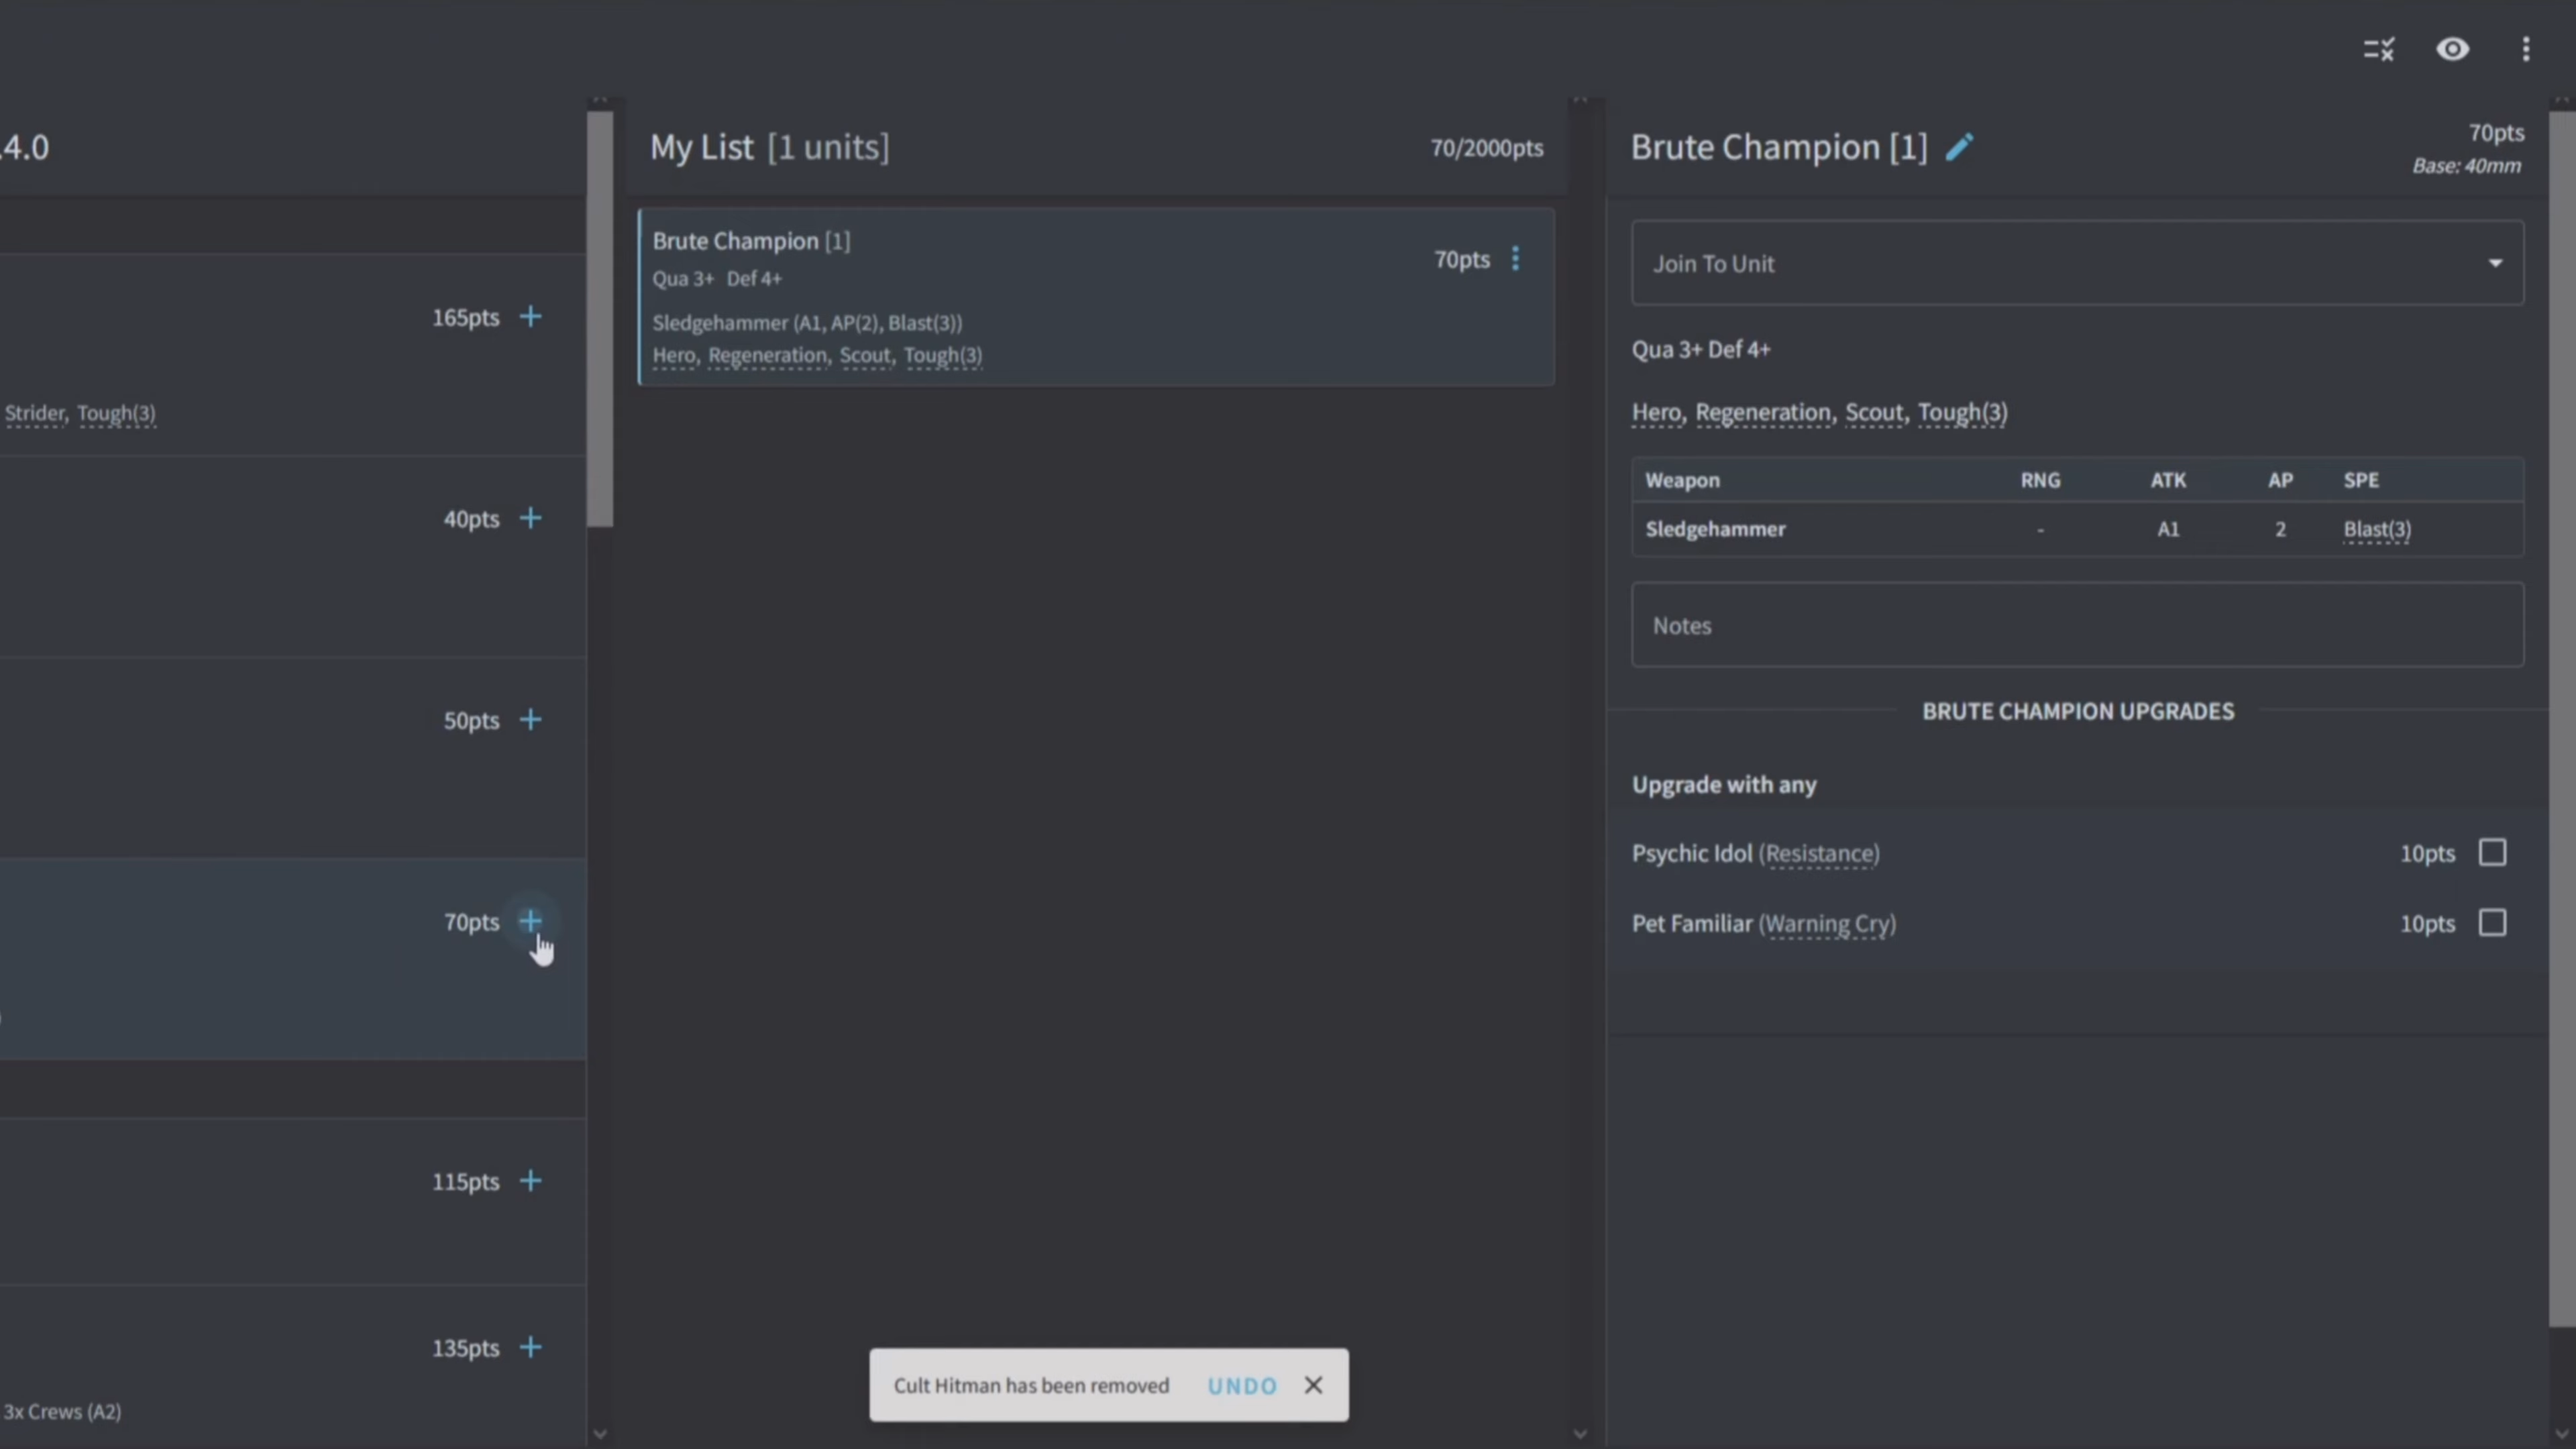 .4.0
165pts
Strider, Tough(3)
40pts
50pts
70pts
115pts
135pts
3x Crews (A2)
My List [1 units]
70/2000pts
Brute Champion [1]
70pts
Qua 3+ Def 4+
Sledgehammer (A1, AP(2), Blast(3))
Hero, Regeneration, Scout, Tough(3)
Cult Hitman has been removed UNDO
Brute Champion [1]
70pts
Base: 40mm
Join To Unit
Qua 3+ Def 4+
Hero, Regeneration, Scout, Tough(3)
Weapon RNG ATK AP SPE
Sledgehammer - A1 2 Blast(3)
Notes
BRUTE CHAMPION UPGRADES
Upgrade with any
Psychic Idol (Resistance) 10pts
Pet Familiar (Warning Cry) 10pts